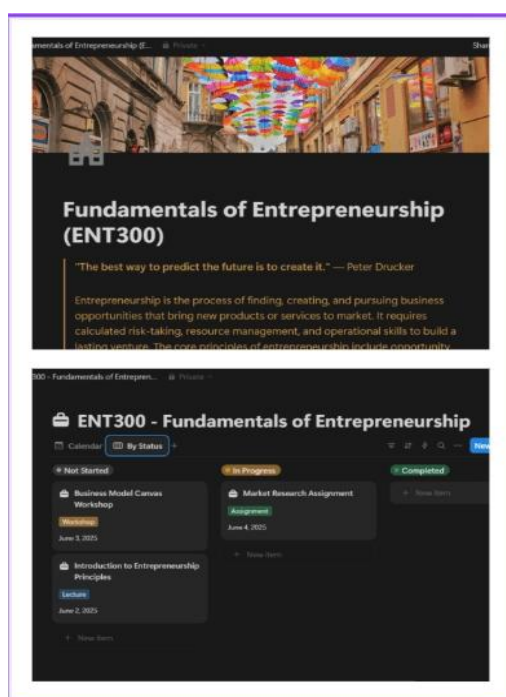 Private
Shar
Fundamentals of Entrepreneurship
(ENT300)
"The best way to predict the future is to create it." — Peter Drucker
Entrepreneurship is the process of finding, creating, and pursuing business
opportunities that bring new products or services to market. It requires
calculated risk-taking, resource management, and operational skills to build a
lasting venture. The core principles of entrepreneurship include opportunity
300 - Fundamentals of Entrepren... Private
ENT300 - Fundamentals of Entrepreneurship
Calendar By Status +
New
Not Started
Business Model Canvas
Workshop
Workshop
June 3, 2025
Introduction to Entrepreneurship
Principles
Lecture
June 2, 2025
+ New item
In Progress
Market Research Assignment
Assignment
June 4, 2025
+ New item
Completed
+ New item